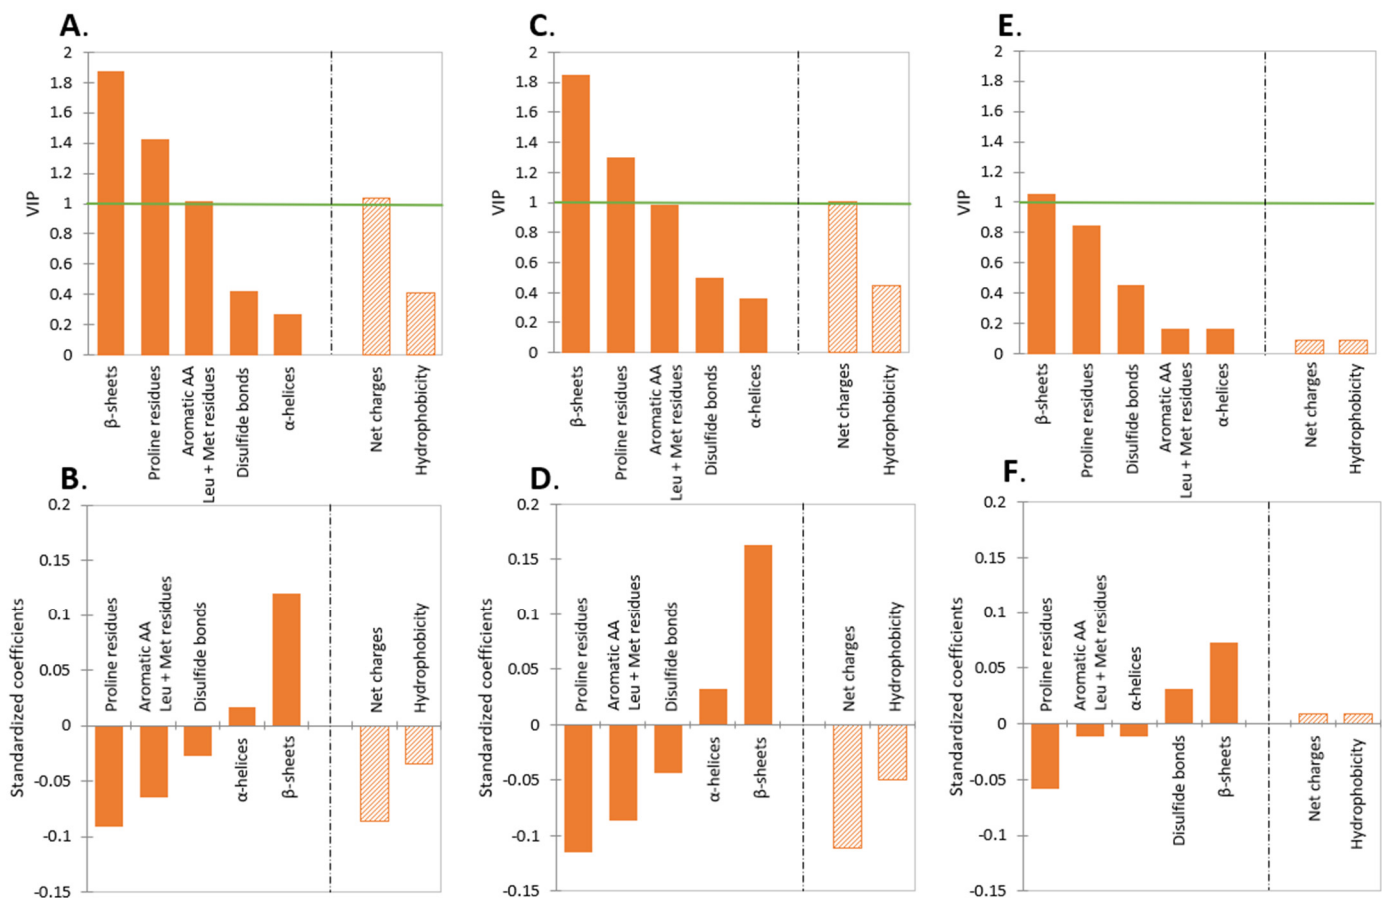 A.
2
1.8
1.6
1.4
1.2
1
0.8
0.6
0.4
0.2
0
VIP
β-sheets
Proline residues
Aromatic AA
Leu + Met residues
Disulfide bonds
α-helices
Net charges
Hydrophobicity
C.
2
1.8
1.6
1.4
1.2
1
0.8
0.6
0.4
0.2
0
VIP
β-sheets
Proline residues
Aromatic AA
Leu + Met residues
Disulfide bonds
α-helices
Net charges
Hydrophobicity
E.
2
1.8
1.6
1.4
1.2
1
0.8
0.6
0.4
0.2
0
VIP
β-sheets
Proline residues
Disulfide bonds
Aromatic AA
Leu + Met residues
α-helices
Net charges
Hydrophobicity
B.
0.2
0.15
0.1
0.05
0
-0.05
-0.1
-0.15
Standardized coefficients
Proline residues
Aromatic AA
Leu + Met residues
Disulfide bonds
α-helices
β-sheets
Net charges
Hydrophobicity
D.
0.2
0.15
0.1
0.05
0
-0.05
-0.1
-0.15
Standardized coefficients
Proline residues
Aromatic AA
Leu + Met residues
Disulfide bonds
α-helices
β-sheets
Net charges
Hydrophobicity
F.
0.2
0.15
0.1
0.05
0
-0.05
-0.1
-0.15
Standardized coefficients
Proline residues
Aromatic AA
Leu + Met residues
α-helices
Disulfide bonds
β-sheets
Net charges
Hydrophobicity